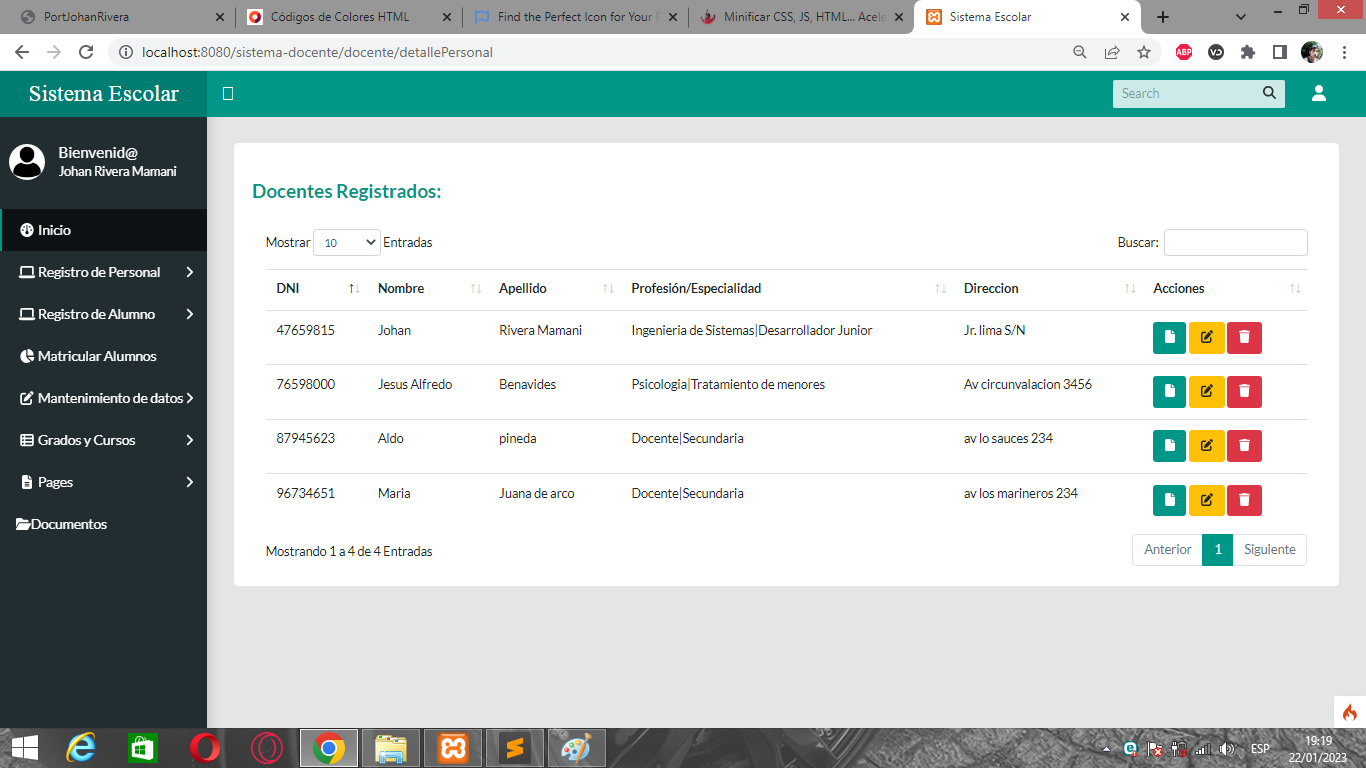 PortJohanRivera
Códigos de Colores HTML
Find the Perfect Icon for Your
Minificar CSS, JS, HTML... Acele
Sistema Escolar
localhost:8080/sistema-docente/docente/detallePersonal
ABP
Sistema Escolar
Search
Bienvenid@
Johan Rivera Mamani
Inicio
Registro de Personal
Registro de Alumno
Matricular Alumnos
Mantenimiento de datos
Grados y Cursos
Pages
Documentos
Docentes Registrados:
Mostrar 10 Entradas Buscar:
DNI Nombre Apellido Profesión/Especialidad Direccion Acciones
47659815 Johan Rivera Mamani Ingenieria de Sistemas|Desarrollador Junior Jr. lima S/N
76598000 Jesus Alfredo Benavides Psicologia|Tratamiento de menores Av circunvalacion 3456
87945623 Aldo pineda Docente|Secundaria av lo sauces 234
96734651 Maria Juana de arco Docente|Secundaria av los marineros 234
Mostrando 1 a 4 de 4 Entradas Anterior 1 Siguiente
ESP
19:19
22/01/2023